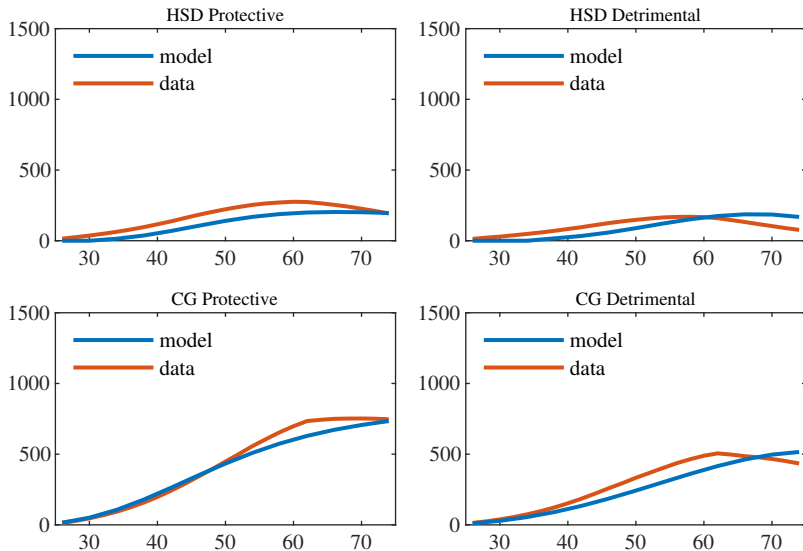 HSD Protective
1500
model
data
1000
500
0
30 40 50 60 70
HSD Detrimental
1500
model
data
1000
500
0
30 40 50 60 70
CG Protective
1500
model
data
1000
500
0
30 40 50 60 70
CG Detrimental
1500
model
data
1000
500
0
30 40 50 60 70